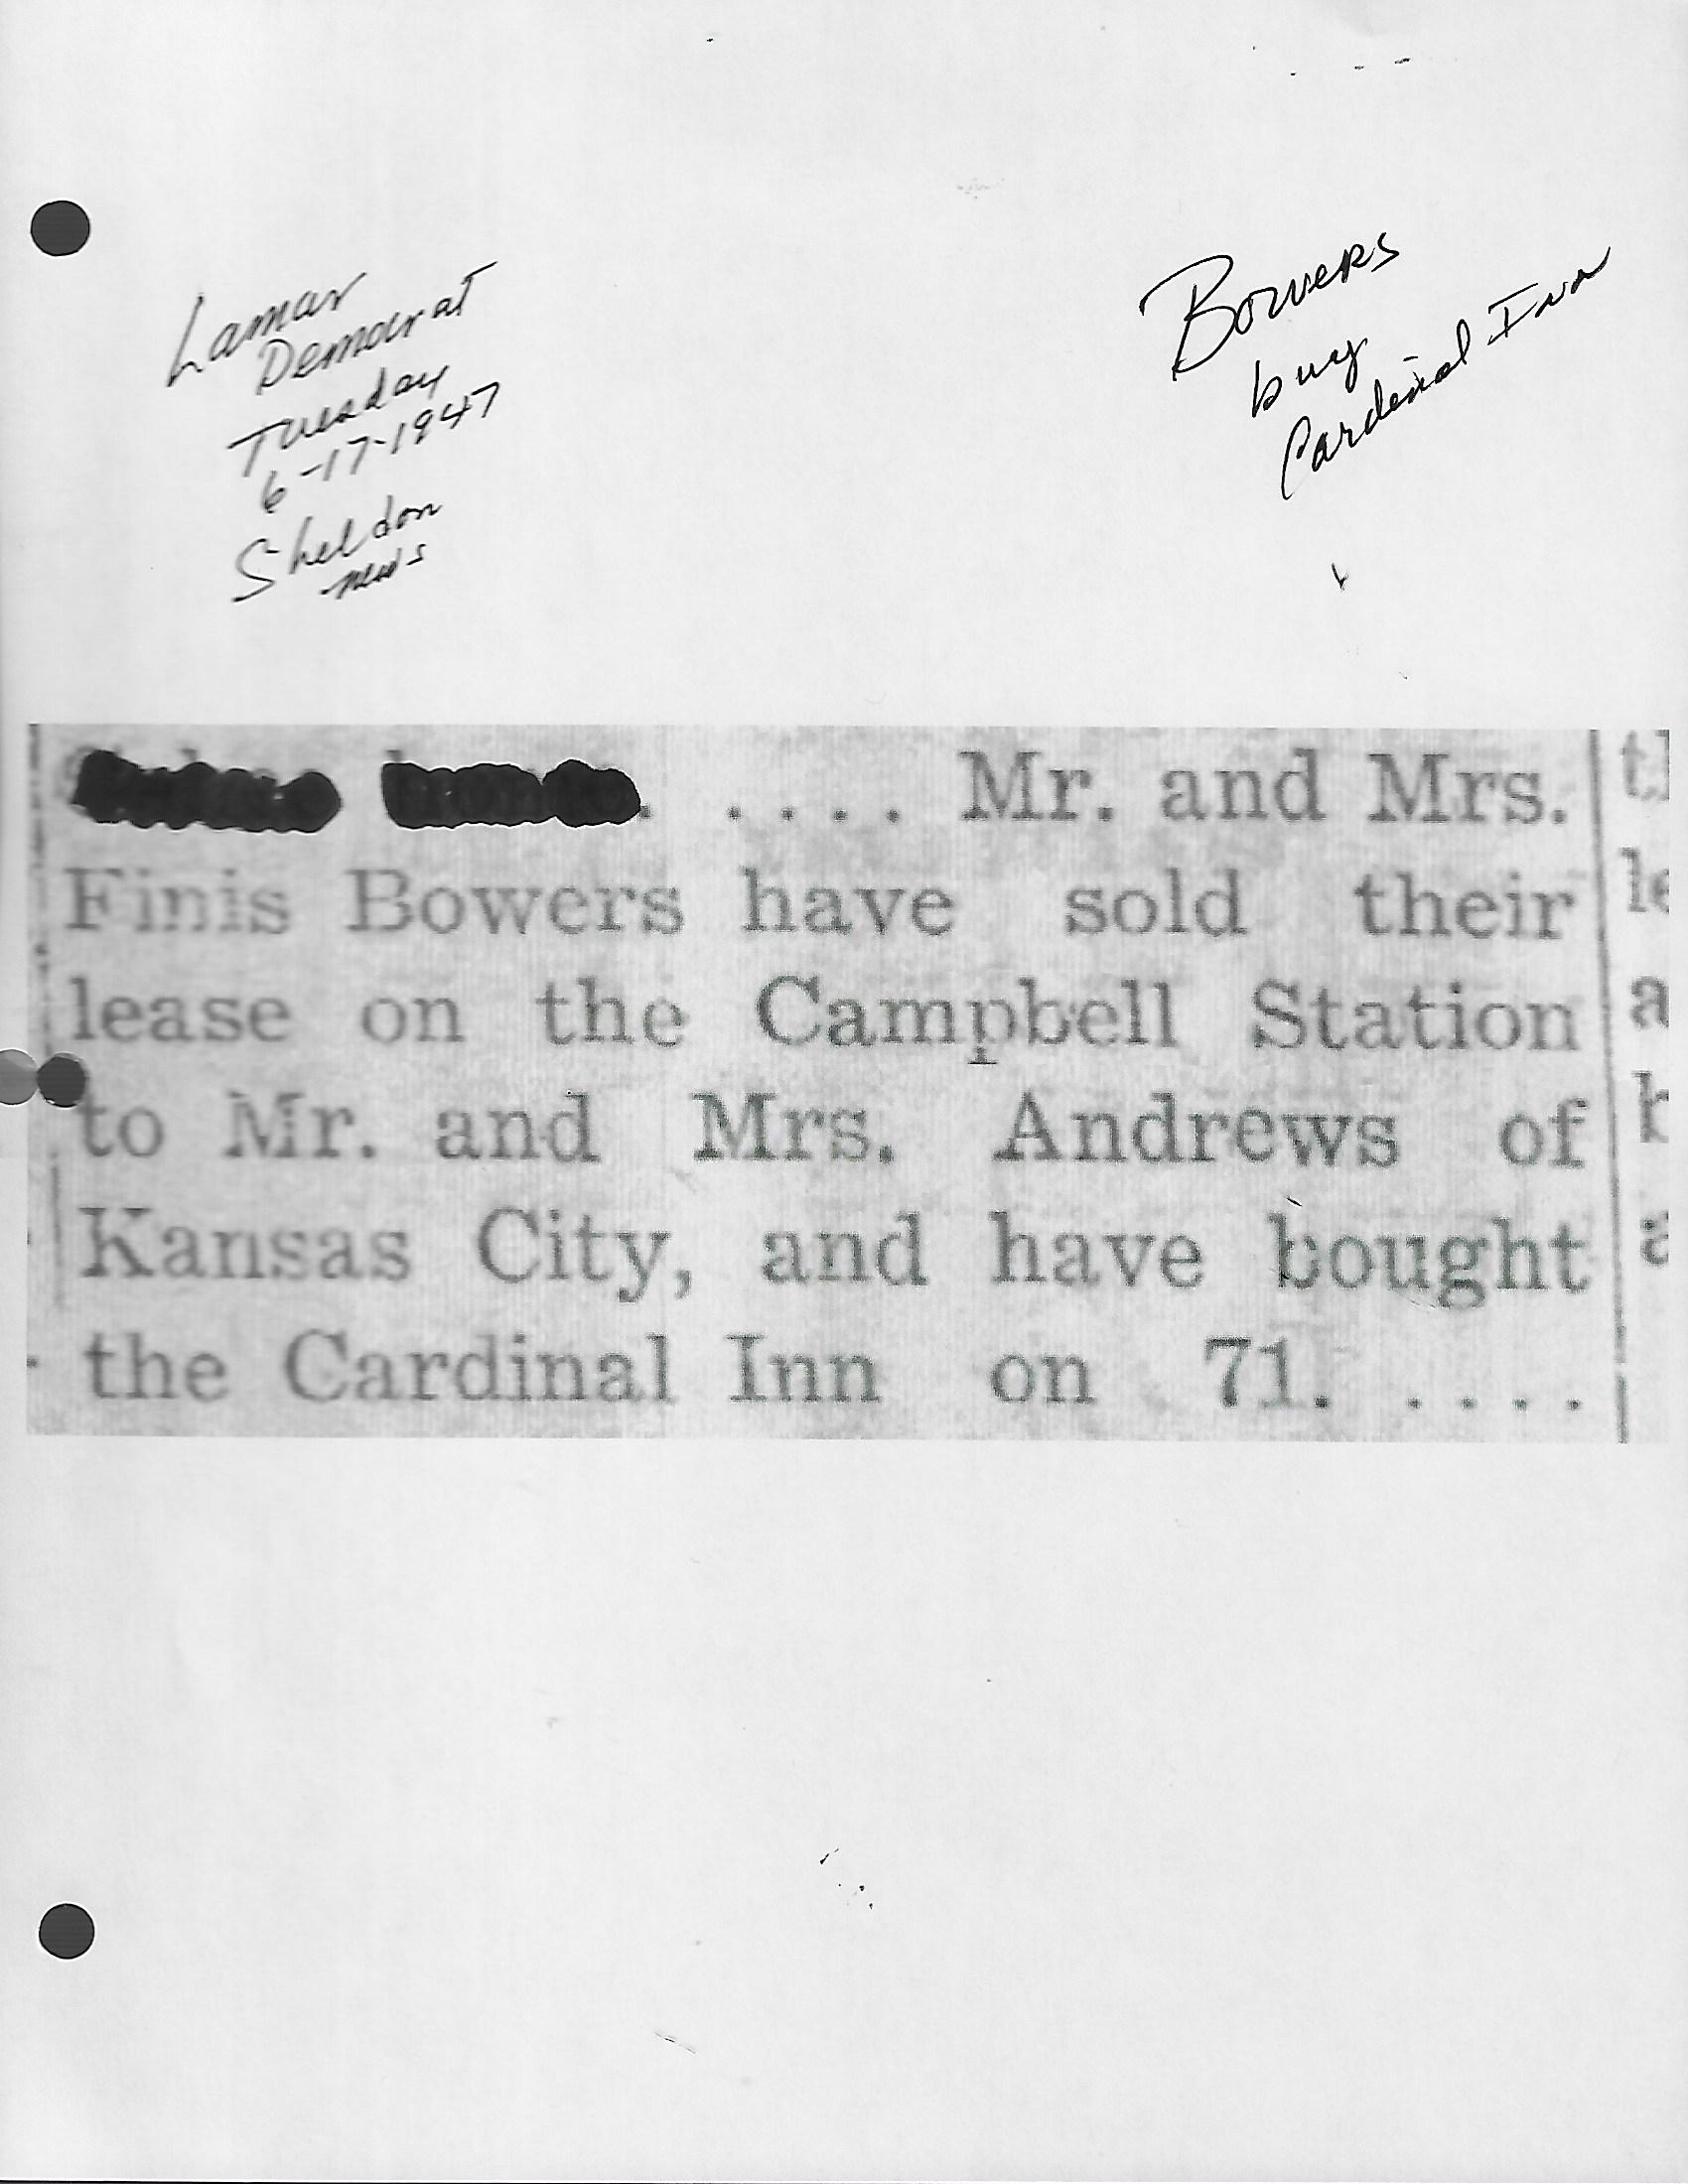 Lamar
Democrat
Tuesday
6-17-1947
Sheldon
news
Bowers
buy
Cardinal Inn
. .... Mr. and Mrs.
Finis Bowers have sold their
lease on the Campbell Station
to Mr. and Mrs. Andrews of
Kansas City, and have bought
the Cardinal Inn on 71. ....